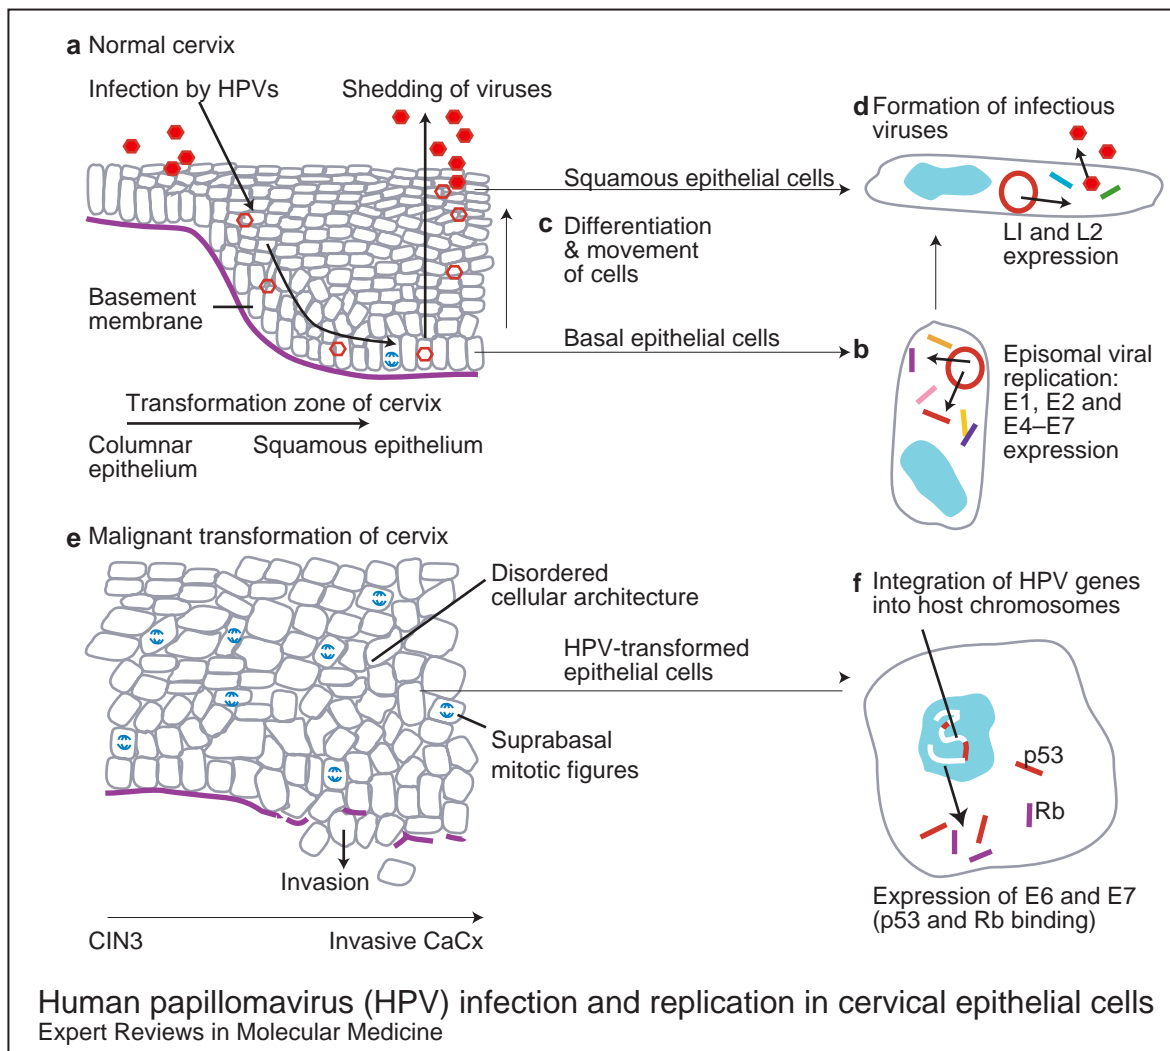 a Normal cervix
Infection by HPVs
Shedding of viruses
Basement
membrane
Transformation zone of cervix
Columnar
epithelium
Squamous epithelium
Squamous epithelial cells
c Differentiation
& movement
of cells
Basal epithelial cells
d Formation of infectious
viruses
LI and L2
expression
b
Episomal viral
replication:
E1, E2 and
E4–E7
expression
e Malignant transformation of cervix
Disordered
cellular architecture
HPV-transformed
epithelial cells
Suprabasal
mitotic figures
Invasion
CIN3
Invasive CaCx
f Integration of HPV genes
into host chromosomes
p53
Rb
Expression of E6 and E7
(p53 and Rb binding)
Human papillomavirus (HPV) infection and replication in cervical epithelial cells
Expert Reviews in Molecular Medicine